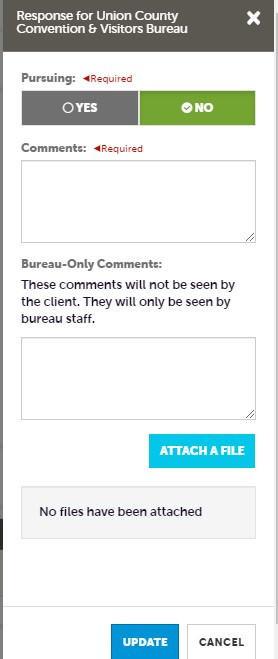 Response for Union County
Convention & Visitors Bureau
Pursuing: Required
YES NO
Comments: Required
Bureau-Only Comments:
These comments will not be seen by
the client. They will only be seen by
bureau staff.
ATTACH A FILE
No files have been attached
UPDATE CANCEL